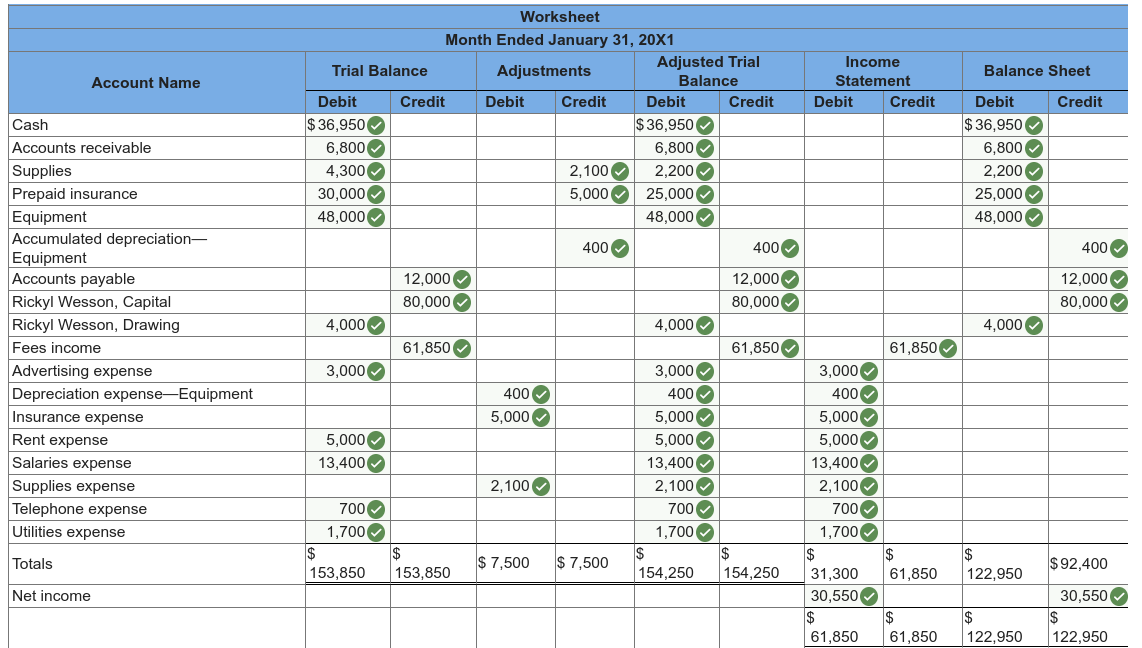 Worksheet
Month Ended January 31, 20X1
Account Name Trial Balance Adjustments Adjusted Trial Balance Income Statement Balance Sheet
Debit Credit Debit Credit Debit Credit Debit Credit Debit Credit
Cash $36,950 $36,950 $36,950
Accounts receivable 6,800 6,800 6,800
Supplies 4,300 2,100 2,200 2,200
Prepaid insurance 30,000 5,000 25,000 25,000
Equipment 48,000 48,000 48,000
Accumulated depreciation—
Equipment 400 400 400
Accounts payable 12,000 12,000 12,000
Rickyl Wesson, Capital 80,000 80,000 80,000
Rickyl Wesson, Drawing 4,000 4,000 4,000
Fees income 61,850 61,850 61,850
Advertising expense 3,000 3,000 3,000
Depreciation expense—Equipment 400 400 400
Insurance expense 5,000 5,000 5,000
Rent expense 5,000 5,000 5,000
Salaries expense 13,400 13,400 13,400
Supplies expense 2,100 2,100 2,100
Telephone expense 700 700 700
Utilities expense 1,700 1,700 1,700
Totals $ 153,850 $ 153,850 $ 7,500 $ 7,500 $ 154,250 $ 154,250 $ 31,300 $ 61,850 $ 122,950 $92,400
Net income 30,550 30,550
$ 61,850 $ 61,850 $ 122,950 $ 122,950